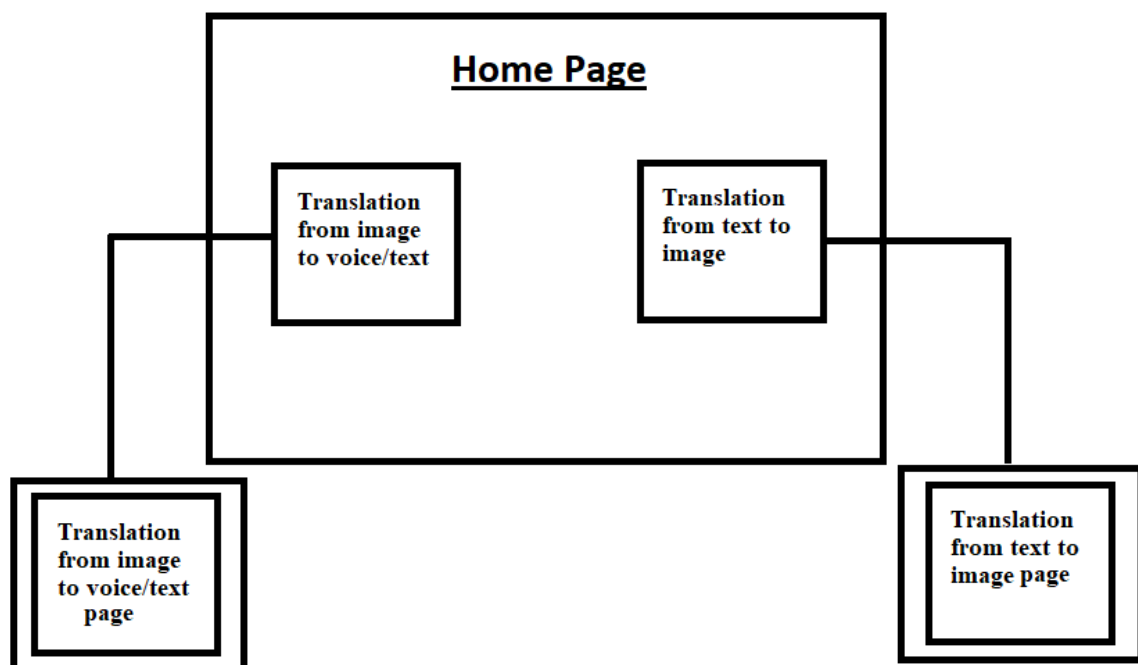 Home Page
Translation
from image
to voice/text
Translation
from text to
image
Translation
from image
to voice/text
page
Translation
from text to
image page